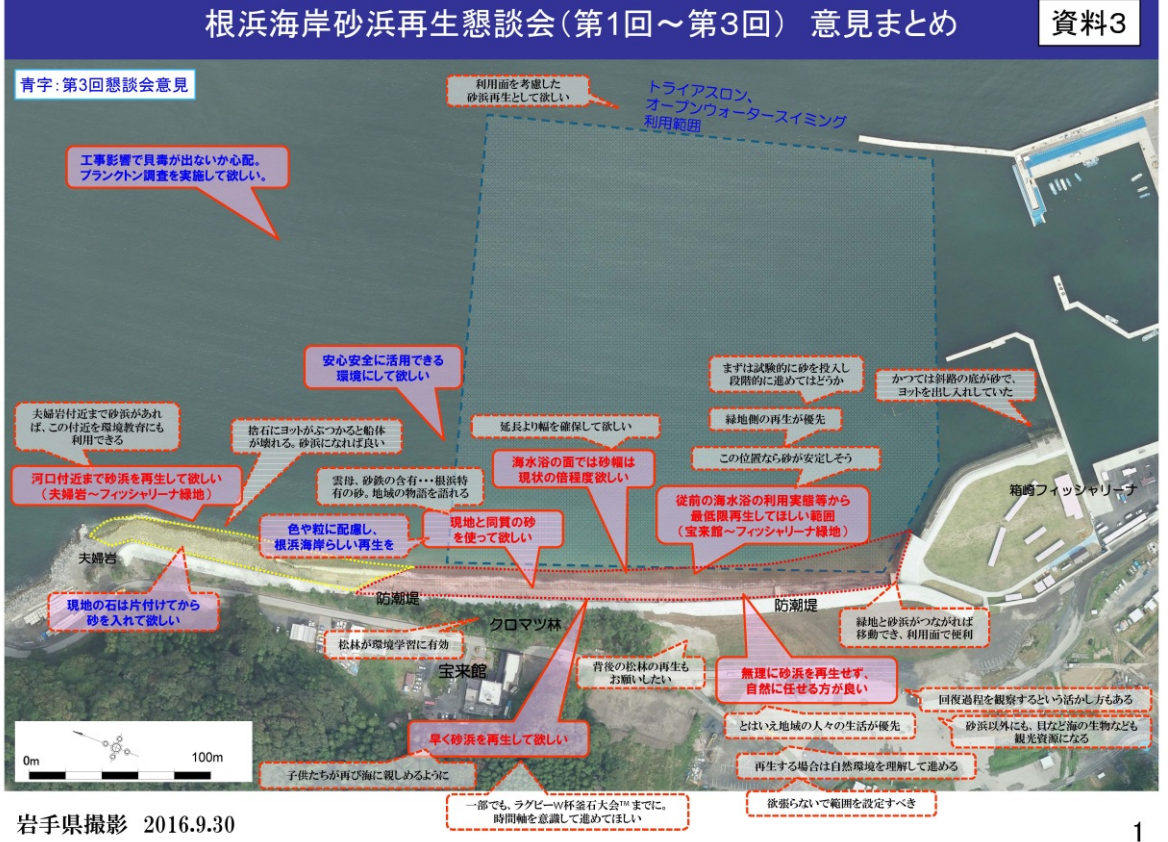 根浜海岸砂浜再生懇談会（第1回～第3回） 意見まとめ
資料3
青字：第3回懇談会意見
利用面を考慮した
砂浜再生として欲しい
トライアスロン、
オープンウォータースイミング
利用範囲
工事影響で貝毒が出ないか心配。
プランクトン調査を実施して欲しい。
安心安全に活用できる
環境にして欲しい
まずは試験的に砂を投入し
段階的に進めてはどうか
かつては斜路の底が砂で、
ヨットを出し入れしていた
夫婦岩付近まで砂浜があれ
ば、この付近を環境教育にも
利用できる
捨石にヨットがぶつかると船体
が壊れる。砂浜になれば良い
延長より幅を確保して欲しい
緑地側の再生が優先
この位置なら砂が安定しそう
河口付近まで砂浜を再生して欲しい
（夫婦岩～フィッシャリーナ緑地）
雲母、砂鉄の含有・・・根浜特
有の砂。地域の物語を語れる
海水浴の面では砂幅は
現状の倍程度欲しい
従前の海水浴の利用実態等から
最低限再生してほしい範囲
（宝来館～フィッシャリーナ緑地）
箱崎フィッシャリーナ
色や粒に配慮し、
根浜海岸らしい再生を
現地と同質の砂
を使って欲しい
夫婦岩
現地の石は片付けてから
砂を入れて欲しい
防潮堤
防潮堤
クロマツ林
松林が環境学習に有効
宝来館
背後の松林の再生も
お願いしたい
緑地と砂浜がつながれば
移動でき、利用面で便利
無理に砂浜を再生せず、
自然に任せる方が良い
回復過程を観察するという活かし方もある
とはいえ地域の人々の生活が優先
砂浜以外にも、貝など海の生物なども
観光資源になる
早く砂浜を再生して欲しい
再生する場合は自然環境を理解して進める
子供たちが再び海に親しめるように
一部でも、ラグビーW杯釜石大会™までに。
時間軸を意識して進めてほしい
欲張らないで範囲を設定すべき
0m
100m
岩手県撮影 2016.9.30
1